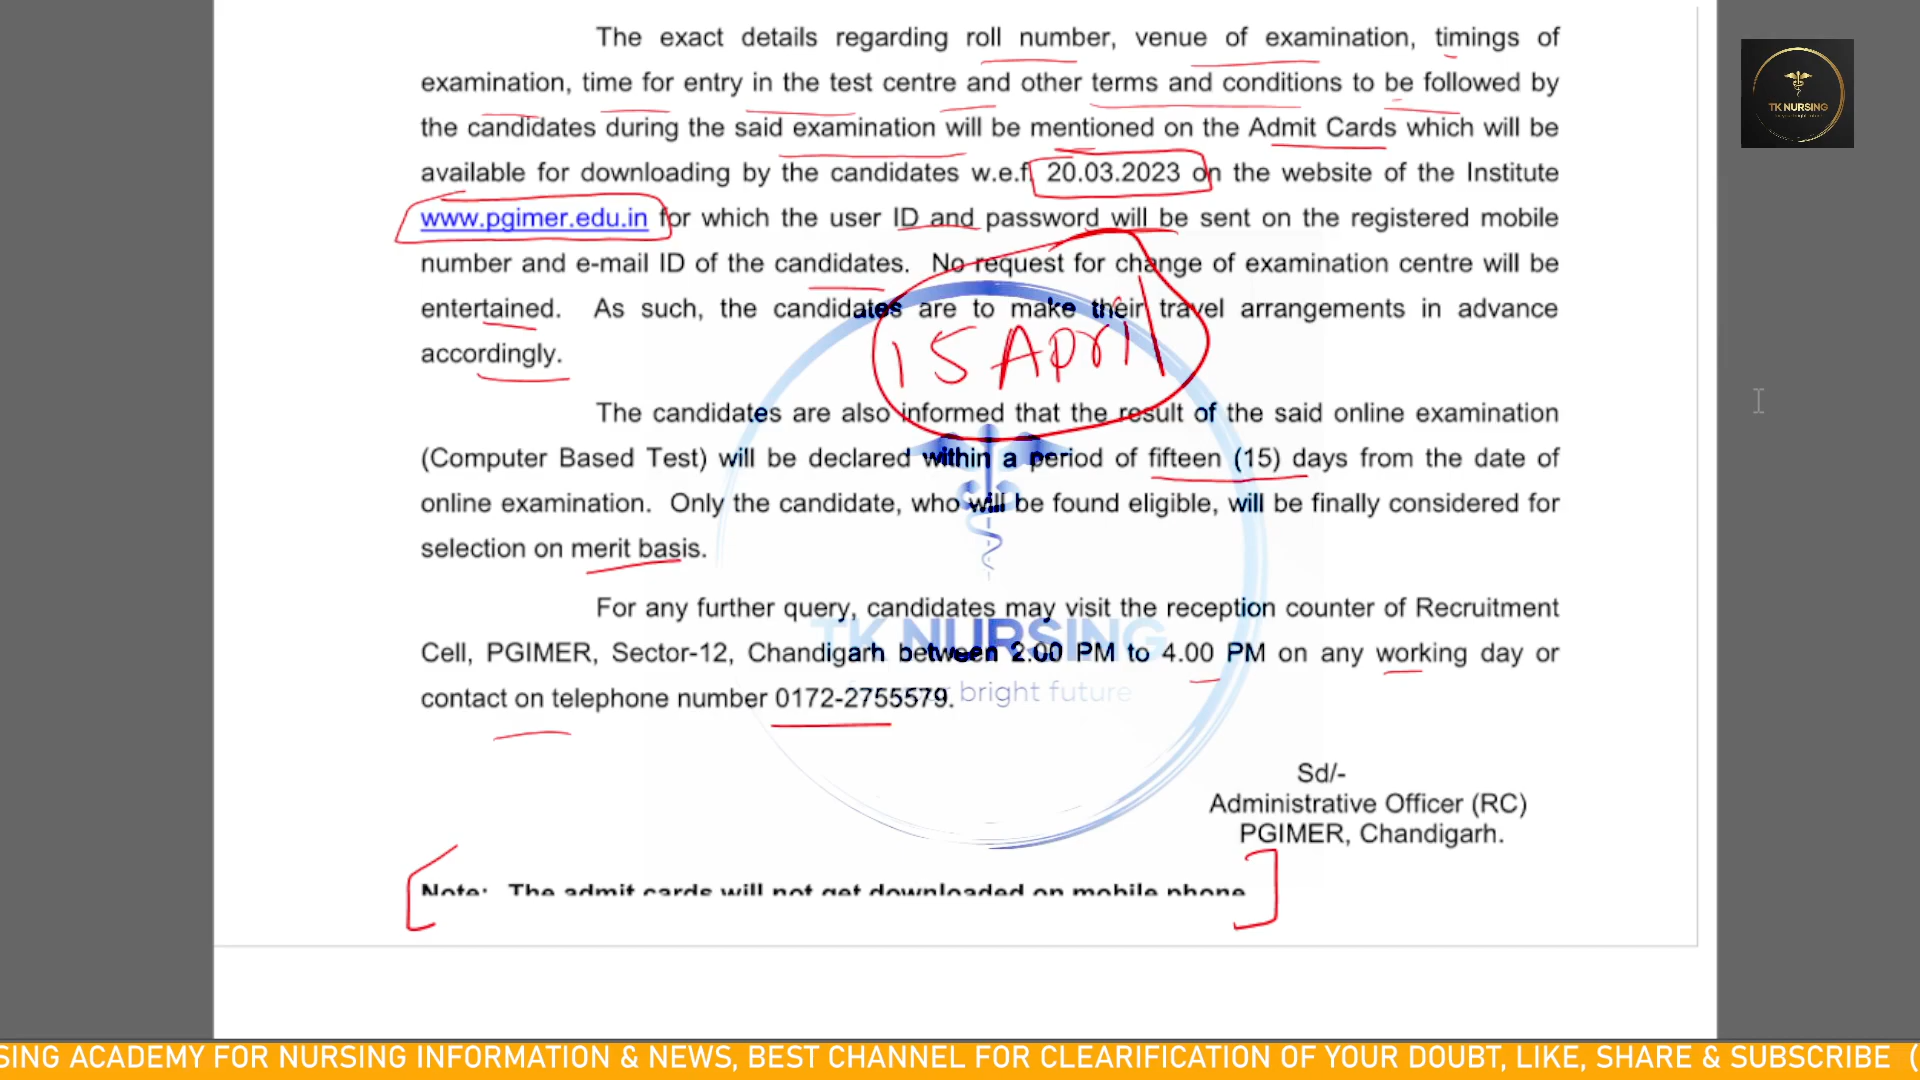 The exact details regarding roll number, venue of examination, timings of
examination, time for entry in the test centre and other terms and conditions to be followed by
the candidates during the said examination will be mentioned on the Admit Cards which will be
available for downloading by the candidates w.e.f. 20.03.2023 on the website of the Institute
www.pgimer.edu.in for which the user ID and password will be sent on the registered mobile
number and e-mail ID of the candidates. No request for change of examination centre will be
entertained. As such, the candidates are to make their travel arrangements in advance
accordingly.
15 April
The candidates are also informed that the result of the said online examination
(Computer Based Test) will be declared within a period of fifteen (15) days from the date of
online examination. Only the candidate, who will be found eligible, will be finally considered for
selection on merit basis.
For any further query, candidates may visit the reception counter of Recruitment
Cell, PGIMER, Sector-12, Chandigarh between 2.00 PM to 4.00 PM on any working day or
contact on telephone number 0172-2755579.
TK NURSING
bright future
Sd/-
Administrative Officer (RC)
PGIMER, Chandigarh.
Note: The admit cards will not get downloaded on mobile phone
TK NURSING
SING ACADEMY FOR NURSING INFORMATION & NEWS, BEST CHANNEL FOR CLEARIFICATION OF YOUR DOUBT, LIKE, SHARE & SUBSCRIBE (